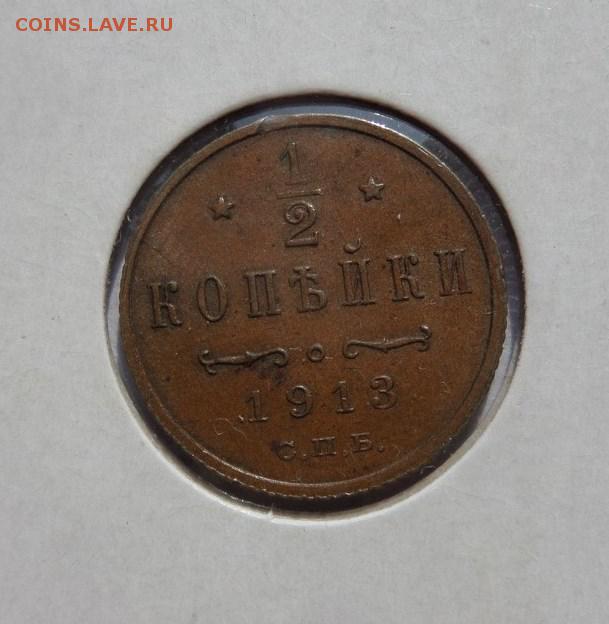 COINS.LAVE.RU
1/2
КОПѢЙКИ
1913
С.П.Б.